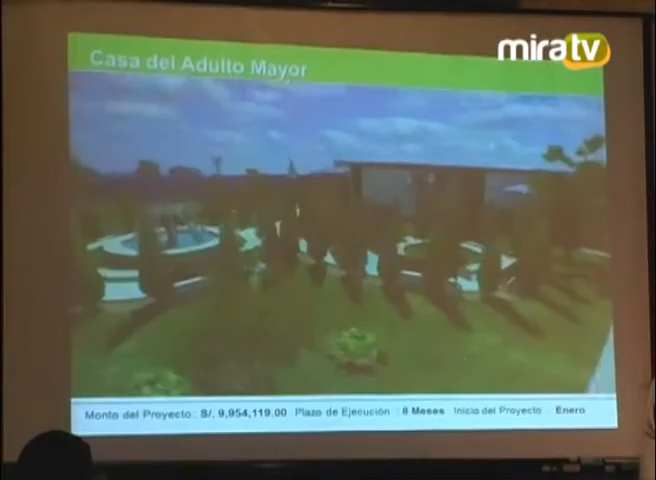 miratv
Casa del Adulto Mayor
Monto del Proyecto : S/. 9,954,119.00 Plazo de Ejecución : 8 Meses Inicio del Proyecto : Enero